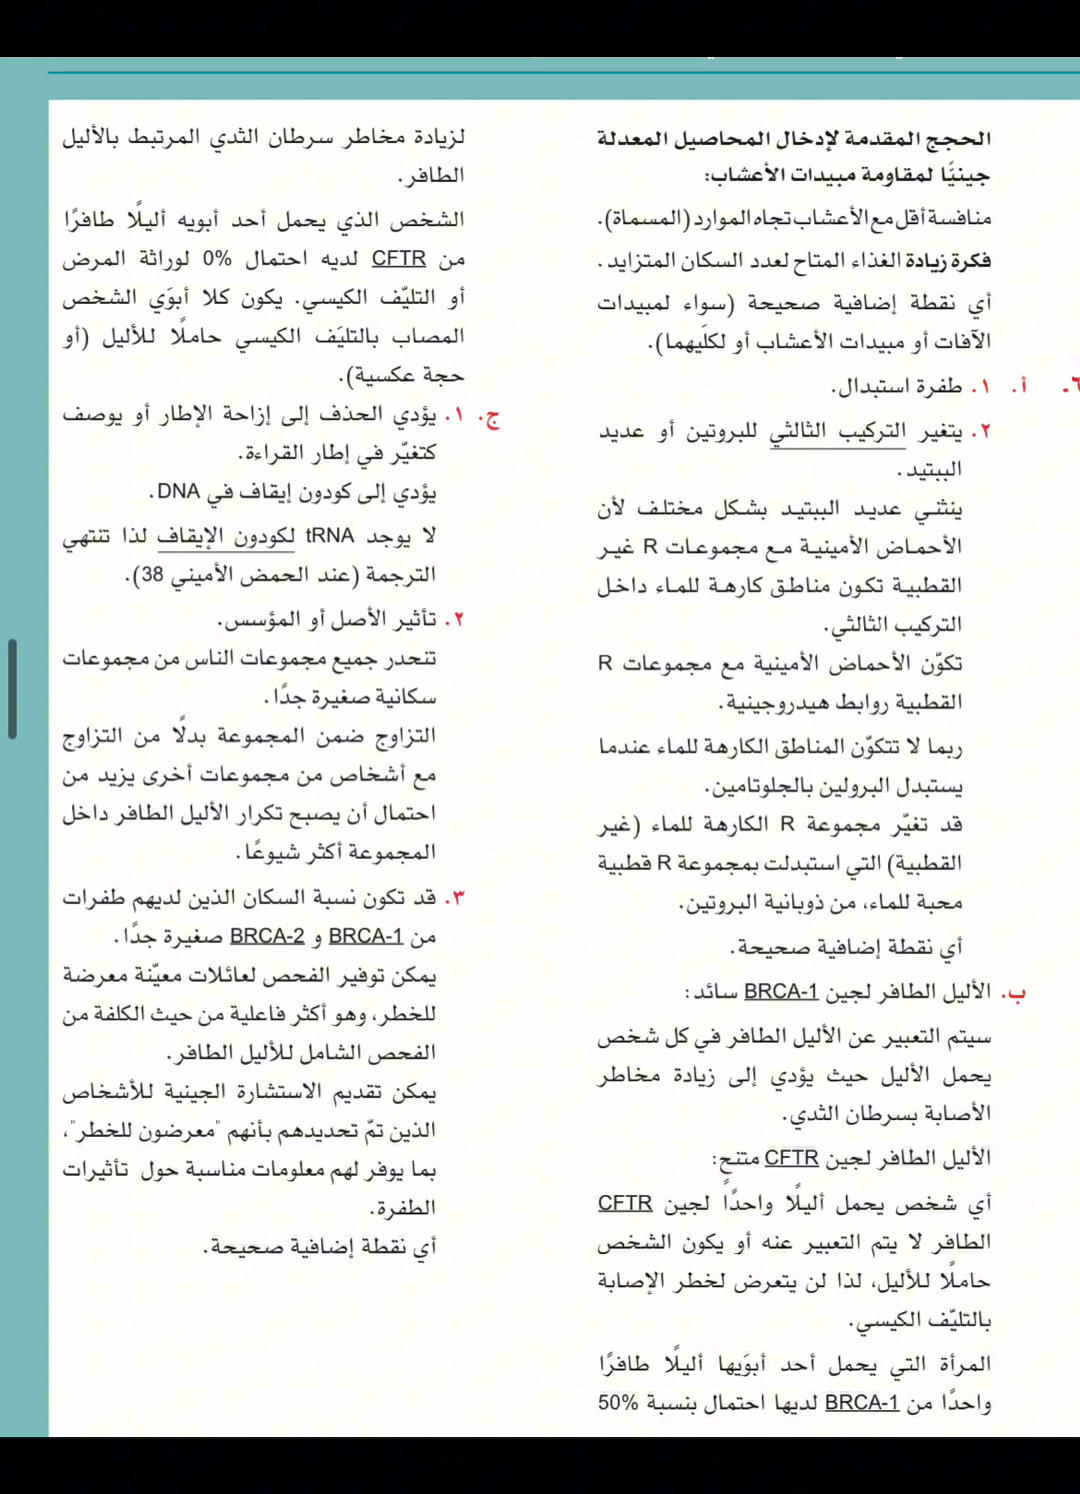 الحجج المقدمة لإدخال المحاصيل المعدلة
جينيًا لمقاومة مبيدات الأعشاب:
منافسة أقل مع الأعشاب تجاه الموارد (المسماة).
فكرة زيادة الغذاء المتاح لعدد السكان المتزايد.
أي نقطة إضافية صحيحة (سواء لمبيدات
الآفات أو مبيدات الأعشاب أو لكلَيهما).
٦. أ. ١. طفرة استبدال.
٢. يتغير التركيب الثالثي للبروتين أو عديد
الببتيد.
ينثني عديد الببتيد بشكل مختلف لأن
الأحماض الأمينية مع مجموعات R غير
القطبية تكون مناطق كارهة للماء داخل
التركيب الثالثي.
تكوّن الأحماض الأمينية مع مجموعات R
القطبية روابط هيدروجينية.
ربما لا تتكوّن المناطق الكارهة للماء عندما
يستبدل البرولين بالجلوتامين.
قد تغيّر مجموعة R الكارهة للماء (غير
القطبية) التي استبدلت بمجموعة R قطبية
محبة للماء، من ذوبانية البروتين.
أي نقطة إضافية صحيحة.
ب. الأليل الطافر لجين BRCA-1 سائد:
سيتم التعبير عن الأليل الطافر في كل شخص
يحمل الأليل حيث يؤدي إلى زيادة مخاطر
الأصابة بسرطان الثدي.
الأليل الطافر لجين CFTR متنحٍ:
أي شخص يحمل أليلًا واحدًا لجين CFTR
الطافر لا يتم التعبير عنه أو يكون الشخص
حاملًا للأليل، لذا لن يتعرض لخطر الإصابة
بالتليّف الكيسي.
المرأة التي يحمل أحد أبوَيها أليلًا طافرًا
واحدًا من BRCA-1 لديها احتمال بنسبة 50%
لزيادة مخاطر سرطان الثدي المرتبط بالأليل
الطافر.
الشخص الذي يحمل أحد أبويه أليلًا طافرًا
من CFTR لديه احتمال 0% لوراثة المرض
أو التليّف الكيسي. يكون كلا أبوَي الشخص
المصاب بالتليَف الكيسي حاملًا للأليل (أو
حجة عكسية).
ج. ١. يؤدي الحذف إلى إزاحة الإطار أو يوصف
كتغيّر في إطار القراءة.
يؤدي إلى كودون إيقاف في DNA.
لا يوجد tRNA لكودون الإيقاف لذا تنتهي
الترجمة (عند الحمض الأميني 38).
٢. تأثير الأصل أو المؤسس.
تنحدر جميع مجموعات الناس من مجموعات
سكانية صغيرة جدًا.
التزاوج ضمن المجموعة بدلًا من التزاوج
مع أشخاص من مجموعات أخرى يزيد من
احتمال أن يصبح تكرار الأليل الطافر داخل
المجموعة أكثر شيوعًا.
٣. قد تكون نسبة السكان الذين لديهم طفرات
من BRCA-1 و BRCA-2 صغيرة جدًا.
يمكن توفير الفحص لعائلات معيّنة معرضة
للخطر، وهو أكثر فاعلية من حيث الكلفة من
الفحص الشامل للأليل الطافر.
يمكن تقديم الاستشارة الجينية للأشخاص
الذين تمّ تحديدهم بأنهم "معرضون للخطر"،
بما يوفر لهم معلومات مناسبة حول تأثيرات
الطفرة.
أي نقطة إضافية صحيحة.